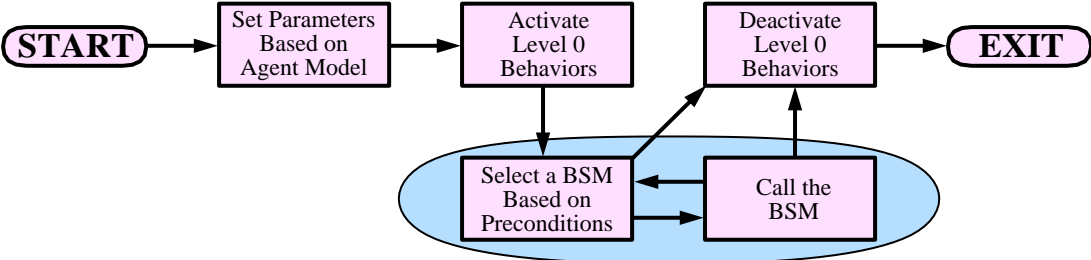 START
Set Parameters
Based on
Agent Model
Activate
Level 0
Behaviors
Deactivate
Level 0
Behaviors
EXIT
Select a BSM
Based on
Preconditions
Call the
BSM